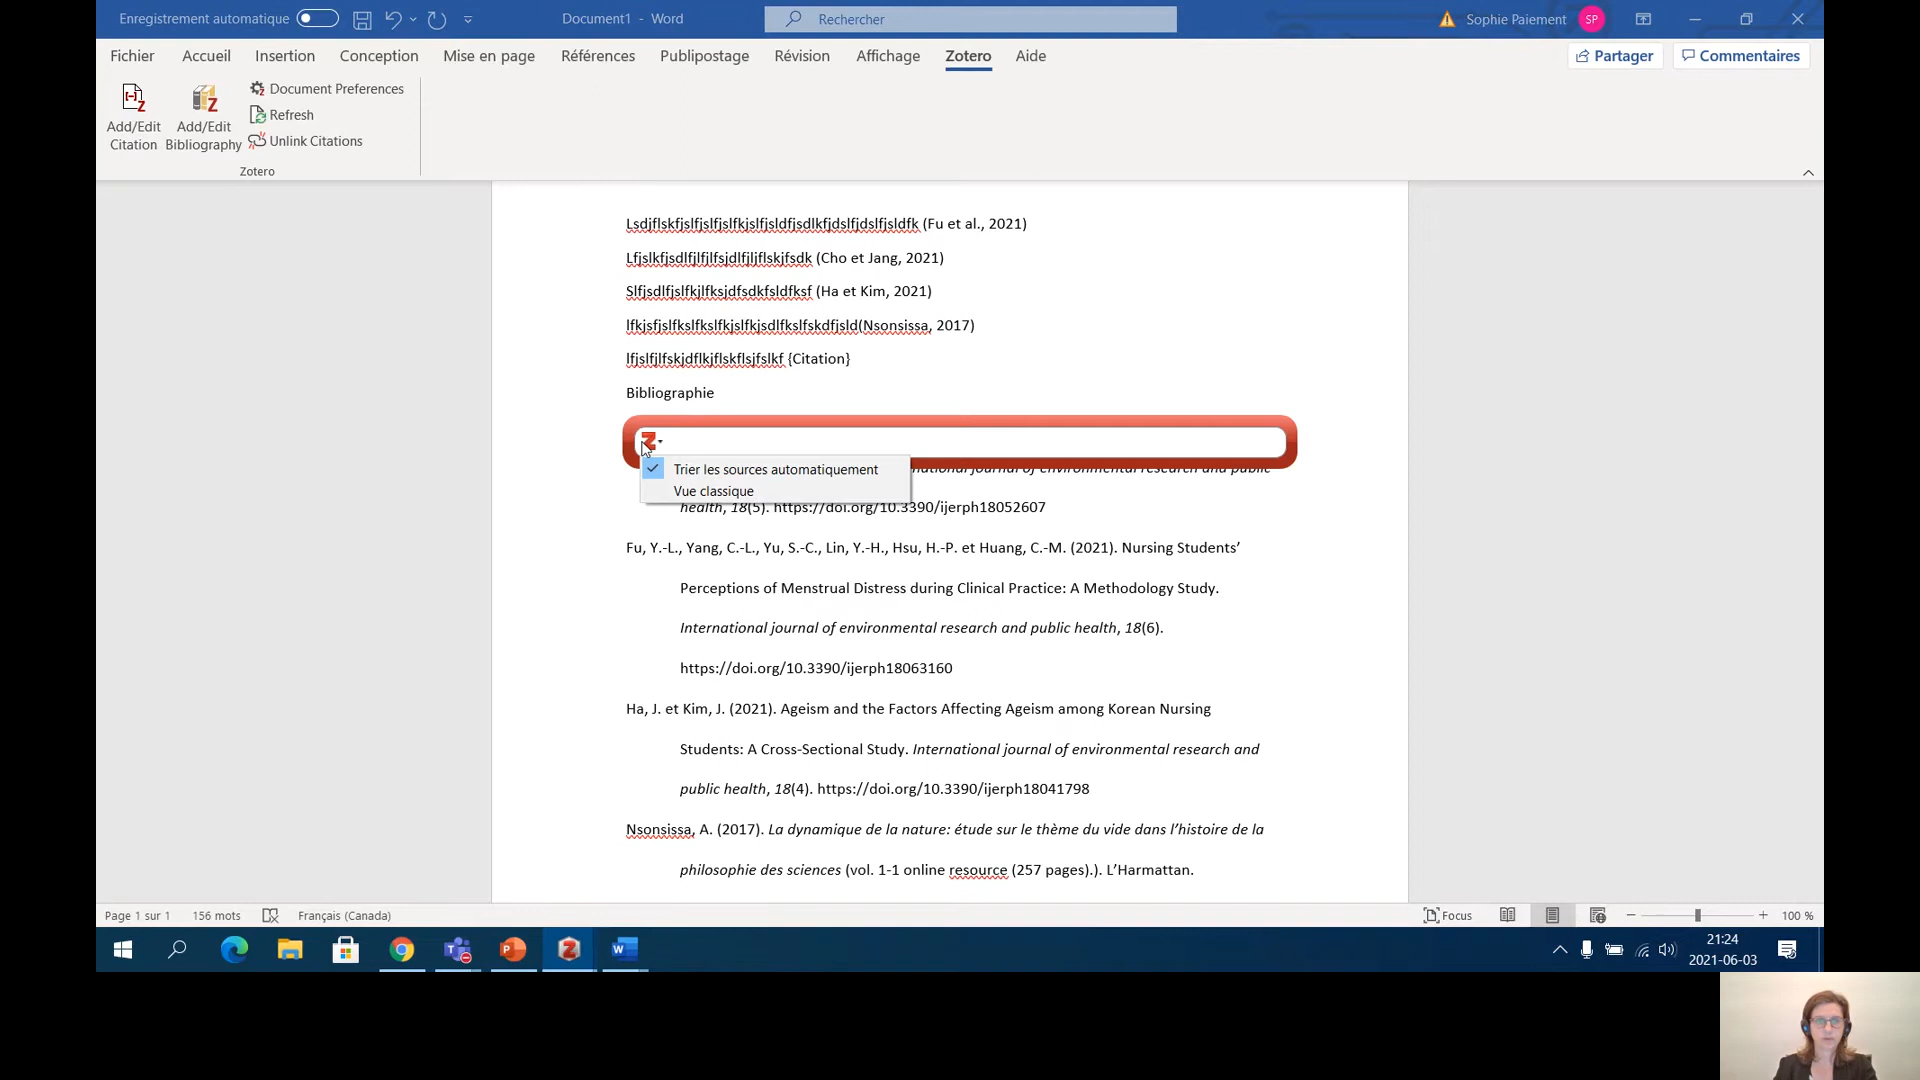 Enregistrement automatique
Document1 - Word
Rechercher
Sophie Paiement
SP
Fichier
Accueil
Insertion
Conception
Mise en page
Références
Publipostage
Révision
Affichage
Zotero
Aide
Partager
Commentaires
Add/Edit
Citation
Add/Edit
Bibliography
Document Preferences
Refresh
Unlink Citations
Zotero
Lsdjflskfjslfjslfjslfkjslfjsldfjsdlkfjdslfjdslfjsldfk (Fu et al., 2021)
Lfjslkfjsdlfjlfjlfsjdlfjljflskjfsdk (Cho et Jang, 2021)
Slfjsdlfjslfkjlfksjdfsdkfsldfksf (Ha et Kim, 2021)
lfkjsfjslfkslfkslfkjslfkjsdlfkslfskdfjsld(Nsonsissa, 2017)
lfjslfjlfskjdflkjflskflsjfslkf {Citation}
Bibliographie
Trier les sources automatiquement
Vue classique
national journal of environmental research and public
health, 18(5). https://doi.org/10.3390/ijerph18052607
Fu, Y.-L., Yang, C.-L., Yu, S.-C., Lin, Y.-H., Hsu, H.-P. et Huang, C.-M. (2021). Nursing Students’
Perceptions of Menstrual Distress during Clinical Practice: A Methodology Study.
International journal of environmental research and public health, 18(6).
https://doi.org/10.3390/ijerph18063160
Ha, J. et Kim, J. (2021). Ageism and the Factors Affecting Ageism among Korean Nursing
Students: A Cross-Sectional Study. International journal of environmental research and
public health, 18(4). https://doi.org/10.3390/ijerph18041798
Nsonsissa, A. (2017). La dynamique de la nature: étude sur le thème du vide dans l’histoire de la
philosophie des sciences (vol. 1-1 online resource (257 pages).). L’Harmattan.
Page 1 sur 1
156 mots
Français (Canada)
Focus
100 %
21:24
2021-06-03